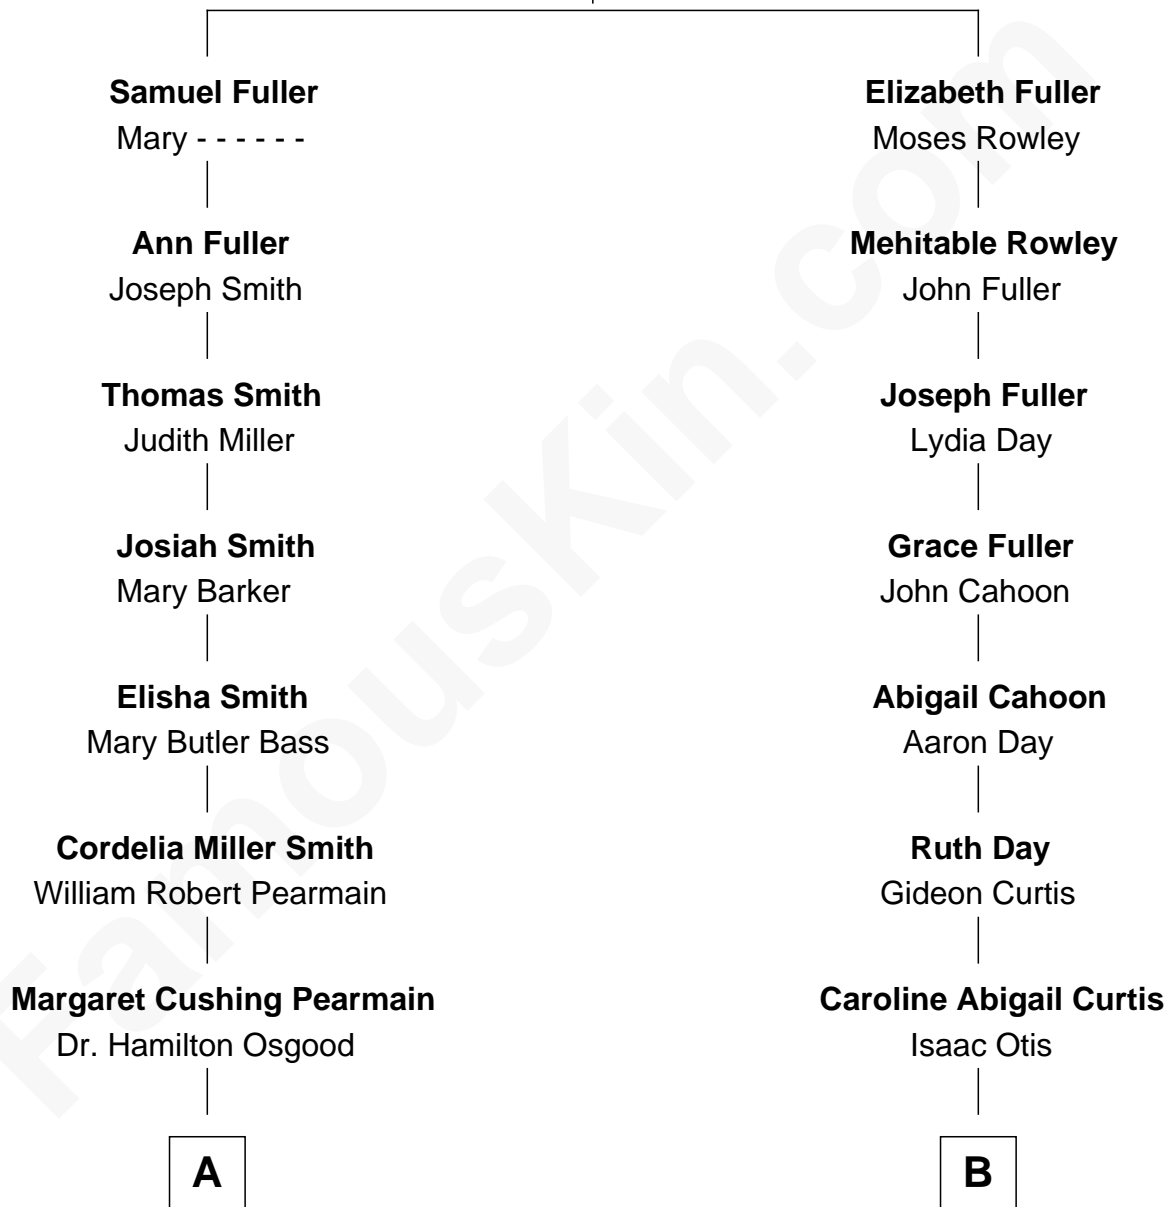 Samuel Fuller
Mary - - - - - -
Elizabeth Fuller
Moses Rowley
Ann Fuller
Joseph Smith
Mehitable Rowley
John Fuller
Thomas Smith
Judith Miller
Joseph Fuller
Lydia Day
Josiah Smith
Mary Barker
Grace Fuller
John Cahoon
Elisha Smith
Mary Butler Bass
Abigail Cahoon
Aaron Day
Cordelia Miller Smith
William Robert Pearmain
Ruth Day
Gideon Curtis
Margaret Cushing Pearmain
Dr. Hamilton Osgood
Caroline Abigail Curtis
Isaac Otis
A
B
FamousKin.com